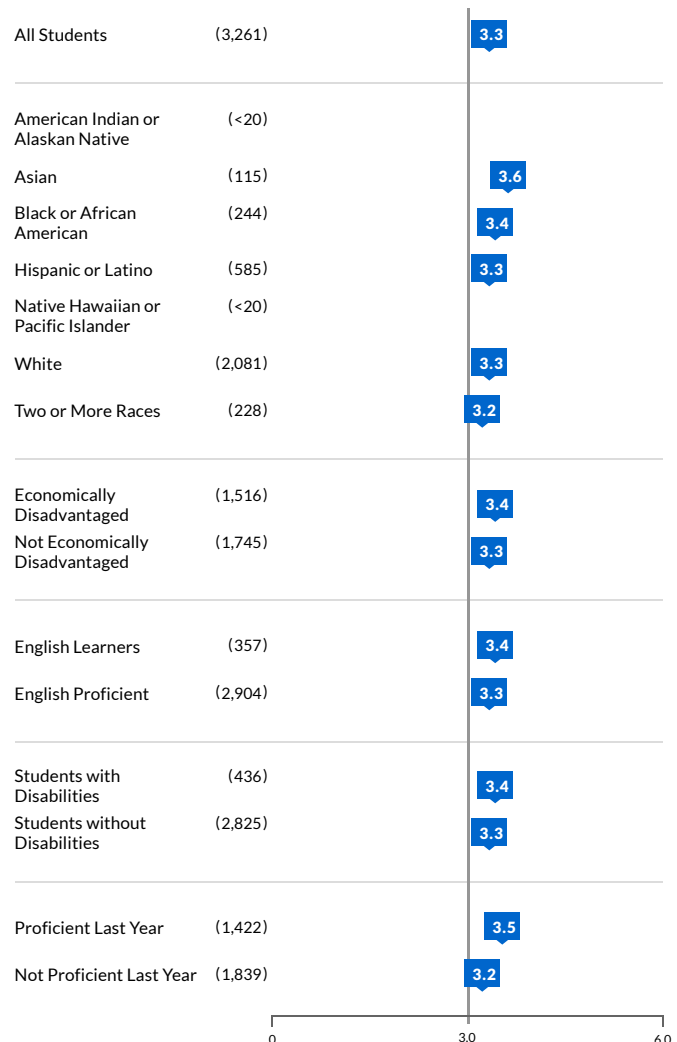 All Students (3,261) 3.3
American Indian or (<20)
Alaskan Native
Asian (115) 3.6
Black or African (244) 3.4
American
Hispanic or Latino (585) 3.3
Native Hawaiian or (<20)
Pacific Islander
White (2,081) 3.3
Two or More Races (228) 3.2
Economically (1,516) 3.4
Disadvantaged
Not Economically (1,745) 3.3
Disadvantaged
English Learners (357) 3.4
English Proficient (2,904) 3.3
Students with (436) 3.4
Disabilities
Students without (2,825) 3.3
Disabilities
Proficient Last Year (1,422) 3.5
Not Proficient Last Year (1,839) 3.2
0 3.0 6.0